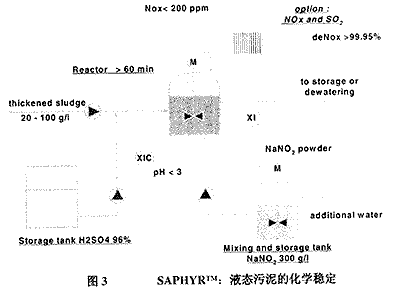 Nox< 200 ppm
option :
NOx and SO2
deNox >99.95%
Reactor > 60 min
M
to storage or
dewatering
thickened sludge
20 - 100 g/l
XI
XIC
NaNO2 powder
pH < 3
M
additional water
Storage tank H2SO4 96%
Mixing and storage tank
NaNO2 300 g/l
图 3 SAPHYR™: 液态污泥的化学稳定